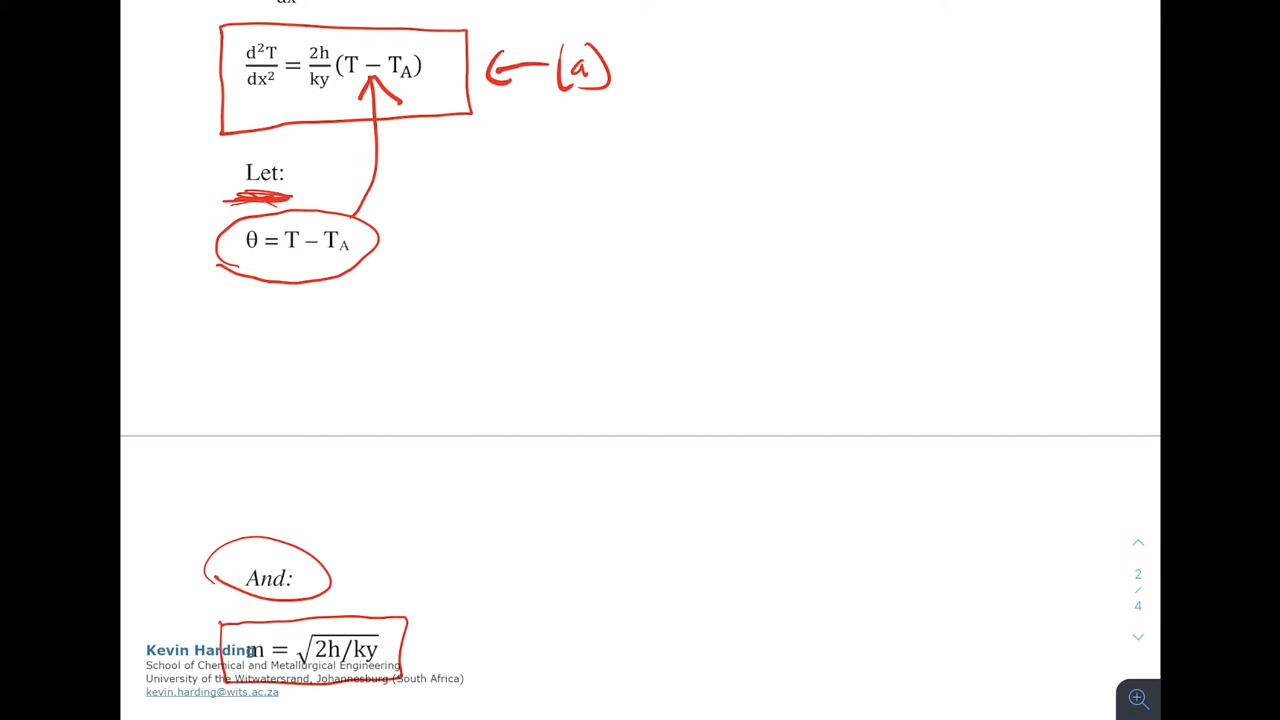 dx
d²T/dx² = 2h/ky (T − T_A) ← (a)
Let:
θ = T – T_A
And:
m = √2h/ky
Kevin Harding
School of Chemical and Metallurgical Engineering
University of the Witwatersrand, Johannesburg (South Africa)
kevin.harding@wits.ac.za
2
/
4